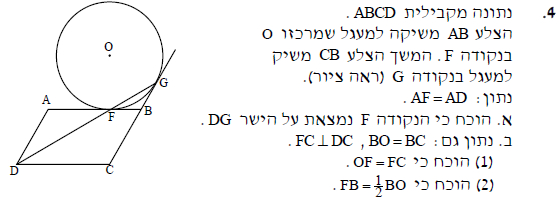 .4 נתונה מקבילית ABCD .
הצלע AB משיקה למעגל שמרכזו O
בנקודה F . המשך הצלע CB משיק
למעגל בנקודה G (ראה ציור).
נתון: AF = AD .
א. הוכח כי הנקודה F נמצאת על הישר DG .
ב. נתון גם: FC⊥DC , BO = BC .
(1) הוכח כי OF = FC .
(2) הוכח כי FB = ½BO .
O
G
A
F
B
D
C